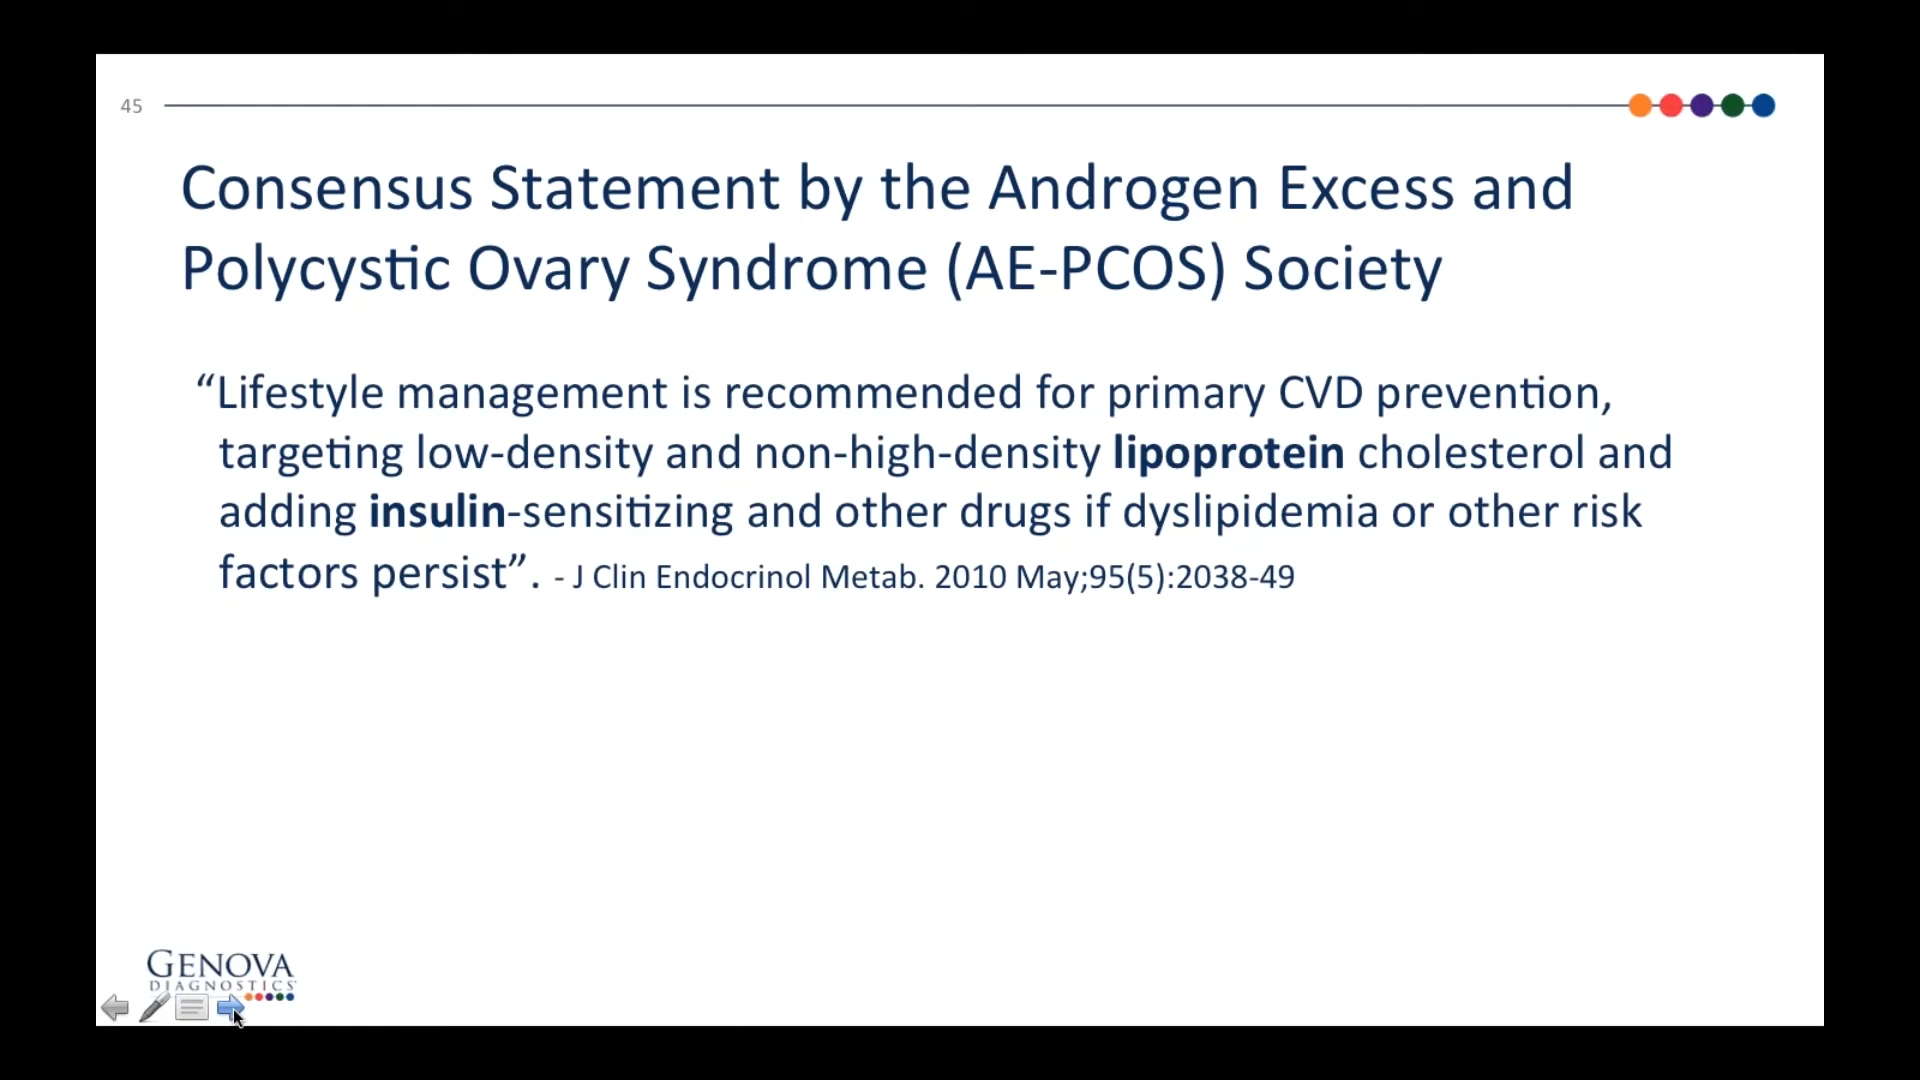 45
Consensus Statement by the Androgen Excess and
Polycystic Ovary Syndrome (AE-PCOS) Society
“Lifestyle management is recommended for primary CVD prevention,
targeting low-density and non-high-density lipoprotein cholesterol and
adding insulin-sensitizing and other drugs if dyslipidemia or other risk
factors persist”. - J Clin Endocrinol Metab. 2010 May;95(5):2038-49
GENOVA
DIAGNOSTICS